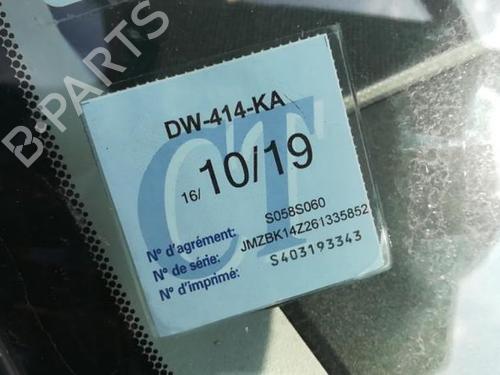 B-PARTS
DW-414-KA
CT
16/ 10/19
N° d'agrément: S058S060
N° de série: JMZBK14Z261335852
N° d'imprimé: S403193343